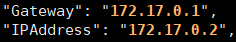 "Gateway": "172.17.0.1",
"IPAddress": "172.17.0.2",